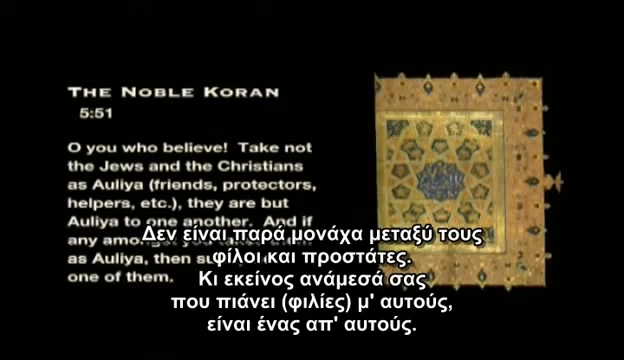 THE NOBLE KORAN
5:51
O you who believe! Take not
the Jews and the Christians
as Auliya (friends, protectors,
helpers, etc.), they are but
Auliya to one another. And if
any
as Auliya, then
one of them.
Δεν είναι παρά μονάχα μεταξύ τους
φίλοι και προστάτες.
Κι εκείνος ανάμεσά σας
που πιάνει (φιλίες) μ' αυτούς,
είναι ένας απ' αυτούς.